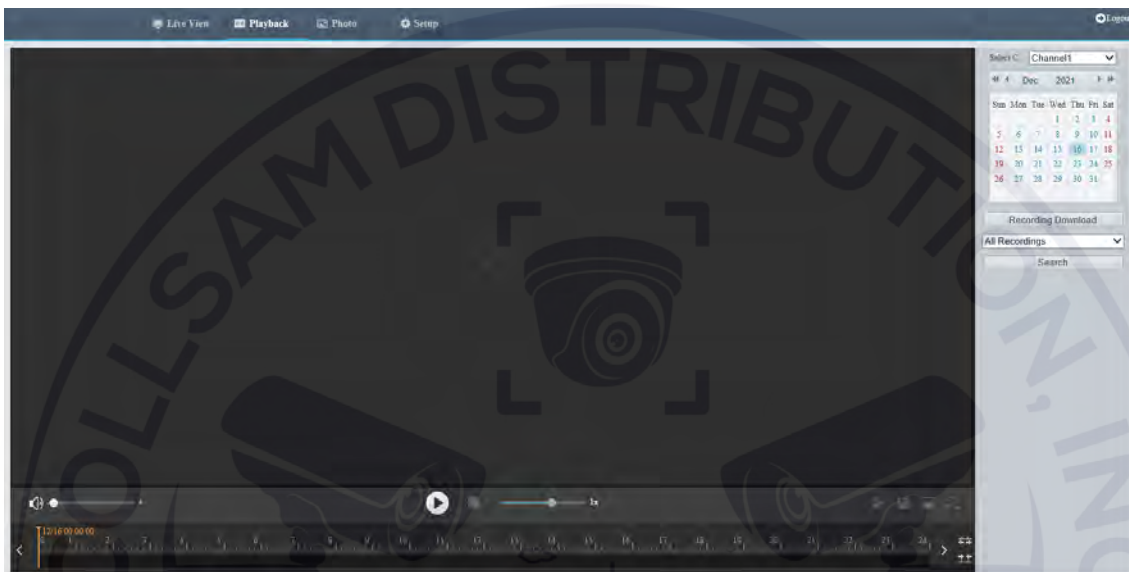 Live View Playback Photo Setup Logout
Select C Channel1
Dec 2021
Sun Mon Tue Wed Thu Fri Sat
1 2 3 4
5 6 7 8 9 10 11
12 13 14 15 16 17 18
19 20 21 22 23 24 25
26 27 28 29 30 31
Recording Download
All Recordings
Search
OLLSAM DISTRIBUTION, INC
1x
12/16 00:00:00